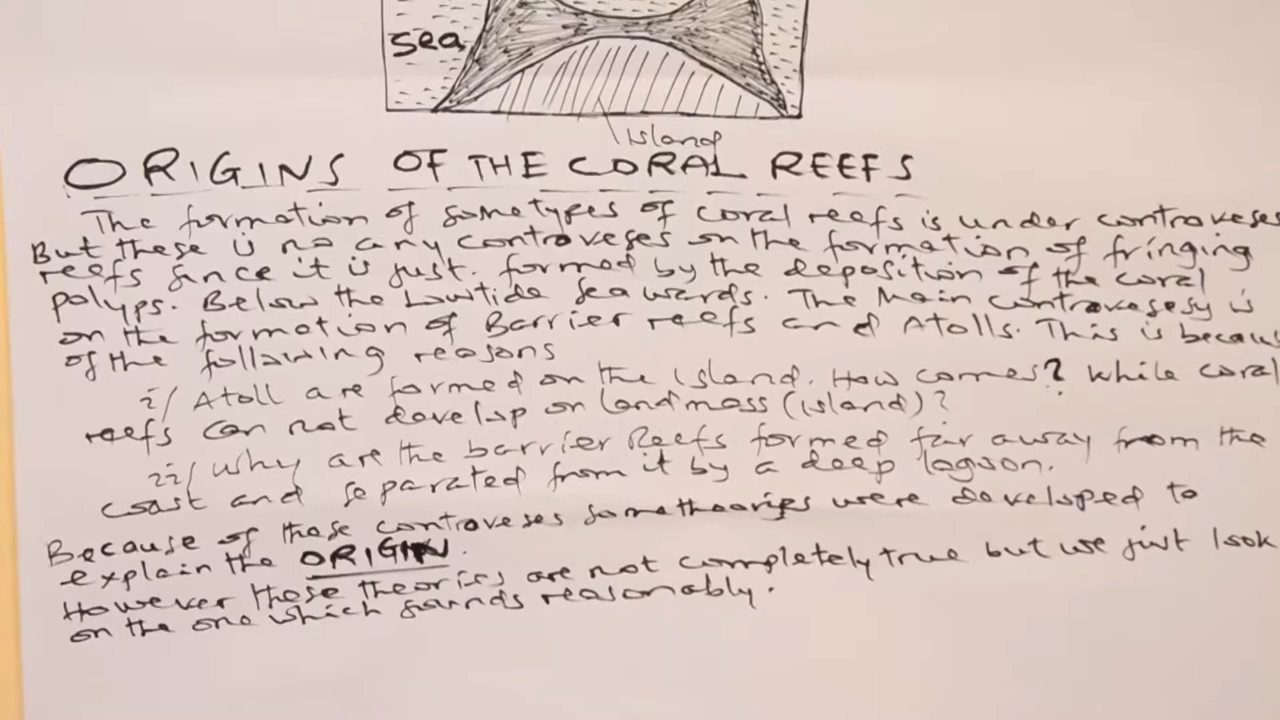 Sea
Island
ORIGINS OF THE CORAL REEFS
The formation of some types of coral reefs is under controveses
But these is no any controveses on the formation of fringing
reefs since it is just. formed by the deposition of the coral
polyps. Below the Lowtide Seawards. The Main controvesesy is
on the formation of Barrier reefs and Atolls. This is becau
of the following reasons
i/ Atoll are formed on the Island. How comes? While coral
reefs can not develop on landmass (island)?
ii/ Why are the barrier Reefs formed far away from the
coast and separated from it by a deep lagoon.
Because of these controveses some theories were developed to
explain the ORIGIN.
However these theories are not completely true but we just look
on the one which sounds reasonably.